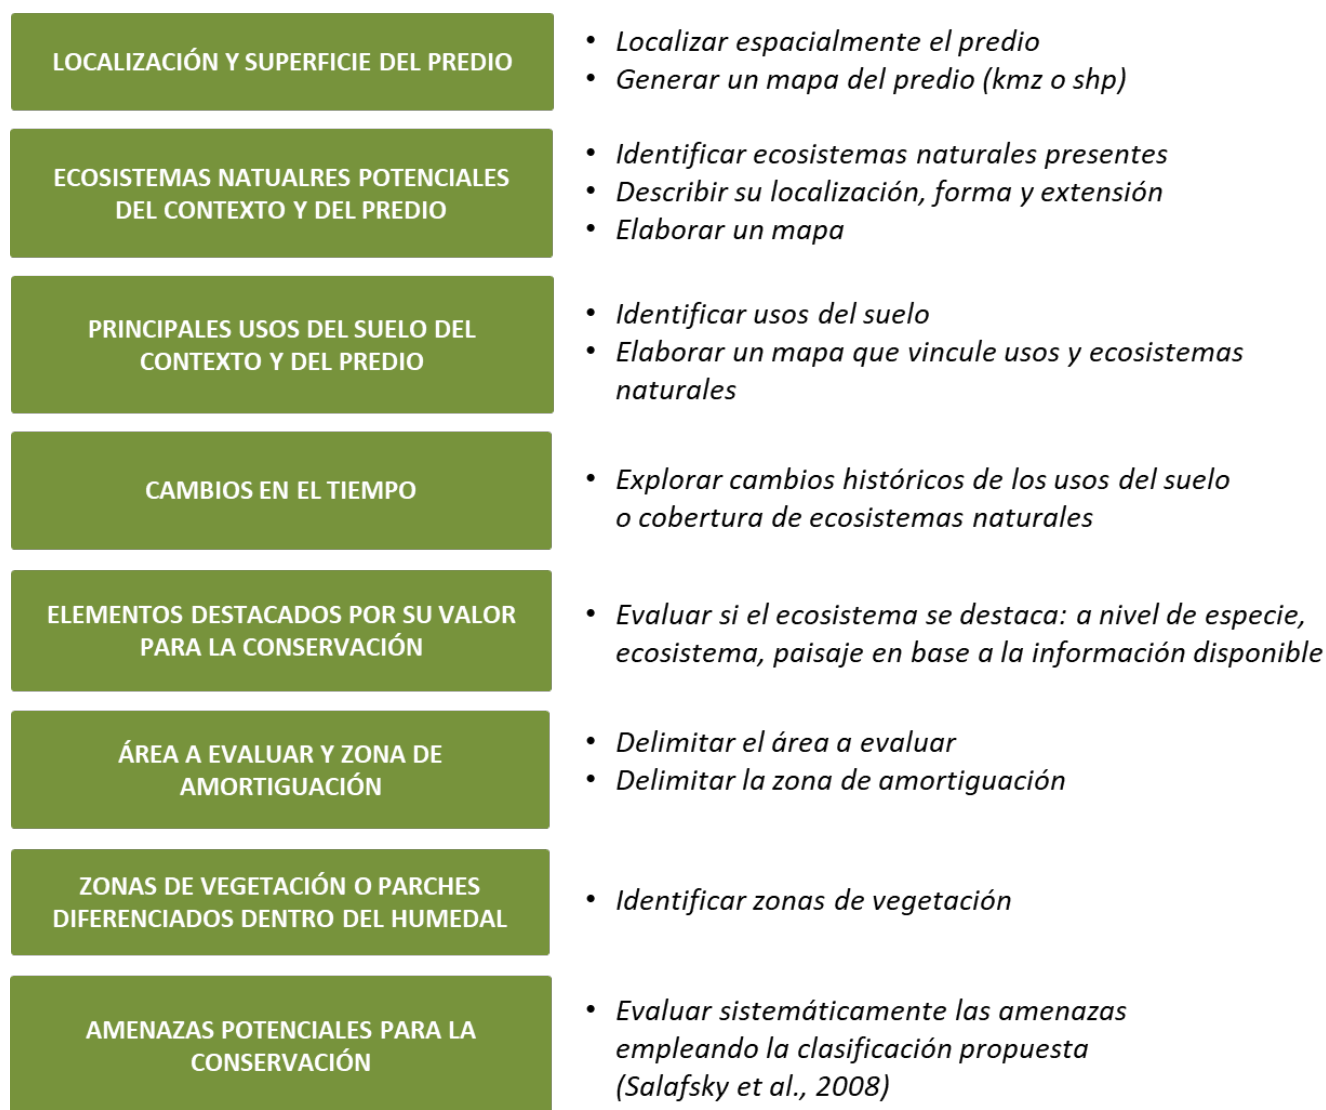 LOCALIZACIÓN Y SUPERFICIE DEL PREDIO
• Localizar espacialmente el predio
• Generar un mapa del predio (kmz o shp)
ECOSISTEMAS NATUALRES POTENCIALES
DEL CONTEXTO Y DEL PREDIO
• Identificar ecosistemas naturales presentes
• Describir su localización, forma y extensión
• Elaborar un mapa
PRINCIPALES USOS DEL SUELO DEL
CONTEXTO Y DEL PREDIO
• Identificar usos del suelo
• Elaborar un mapa que vincule usos y ecosistemas
naturales
CAMBIOS EN EL TIEMPO
• Explorar cambios históricos de los usos del suelo
o cobertura de ecosistemas naturales
ELEMENTOS DESTACADOS POR SU VALOR
PARA LA CONSERVACIÓN
• Evaluar si el ecosistema se destaca: a nivel de especie,
ecosistema, paisaje en base a la información disponible
ÁREA A EVALUAR Y ZONA DE
AMORTIGUACIÓN
• Delimitar el área a evaluar
• Delimitar la zona de amortiguación
ZONAS DE VEGETACIÓN O PARCHES
DIFERENCIADOS DENTRO DEL HUMEDAL
• Identificar zonas de vegetación
AMENAZAS POTENCIALES PARA LA
CONSERVACIÓN
• Evaluar sistemáticamente las amenazas
empleando la clasificación propuesta
(Salafsky et al., 2008)